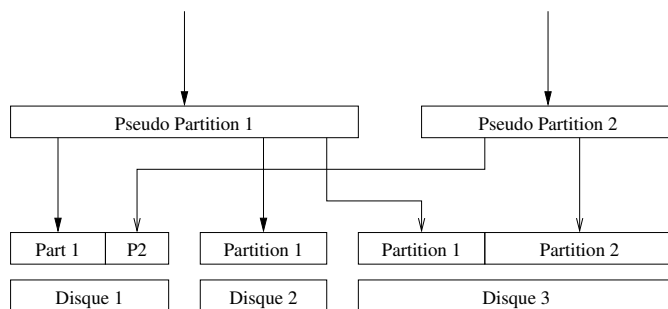 Pseudo Partition 1 Pseudo Partition 2
Part 1 P2 Partition 1 Partition 1 Partition 2
Disque 1 Disque 2 Disque 3